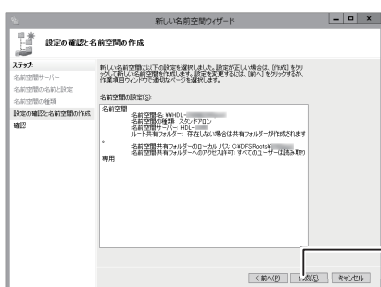 新しい名前空間ウィザード
設定の確認と名前空間の作成
ステップ:
名前空間サーバー
名前空間の名前と設定
名前空間の種類
設定の確認と名前空間の作成
確認
新しい名前空間に以下の設定を選択しました。設定が正しい場合は、[作成] をクリックして新しい名前空間を作成します。設定を変更するには、[前へ] をクリックするか、作業項目ウィンドウで適切なページを選択します。
名前空間の設定(S):
名前空間
名前空間名: ¥¥HDL-
名前空間の種類: スタンドアロン
名前空間サーバー: HDL-
ルート共有フォルダー: 存在しない場合は共有フォルダーが作成されます
名前空間共有フォルダーのローカル パス: C:¥DFSRoots¥
名前空間共有フォルダーへのアクセス許可: すべてのユーザーは読み取り
専用
< 前へ(P)
キャンセル